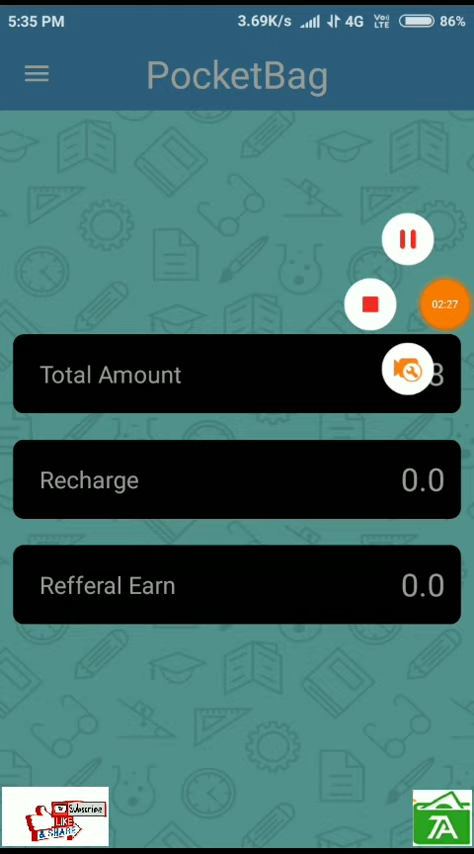 5:35 PM 3.69K/s 4G VoLTE 86%
PocketBag
02:27
Total Amount
Recharge 0.0
Refferal Earn 0.0
Subscribe
LIKE
& SHARE